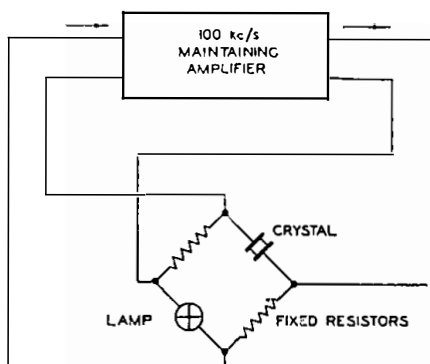 100 kc/s
MAINTAINING
AMPLIFIER
CRYSTAL
LAMP
FIXED RESISTORS